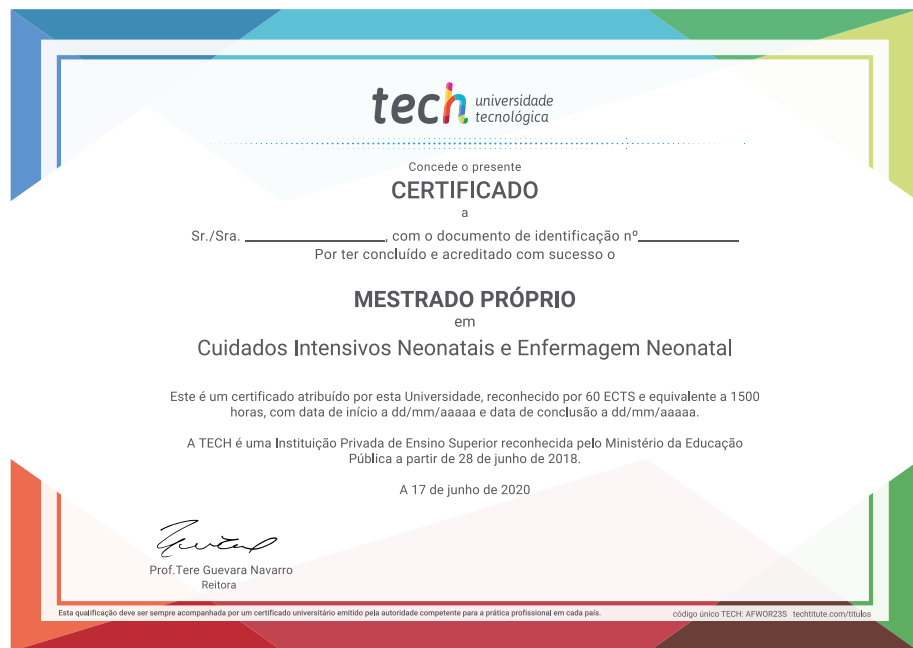 tech universidade
tecnológica
Concede o presente
CERTIFICADO
a
Sr./Sra. ________________, com o documento de identificação nº____________
Por ter concluído e acreditado com sucesso o
MESTRADO PRÓPRIO
em
Cuidados Intensivos Neonatais e Enfermagem Neonatal
Este é um certificado atribuído por esta Universidade, reconhecido por 60 ECTS e equivalente a 1500
horas, com data de início a dd/mm/aaaaa e data de conclusão a dd/mm/aaaaa.
A TECH é uma Instituição Privada de Ensino Superior reconhecida pelo Ministério da Educação
Pública a partir de 28 de junho de 2018.
A 17 de junho de 2020
Prof.Tere Guevara Navarro
Reitora
Esta qualificação deve ser sempre acompanhada por um certificado universitário emitido pela autoridade competente para a prática profissional em cada país.
código único TECH: AFWOR23S techtitute.com/titulos